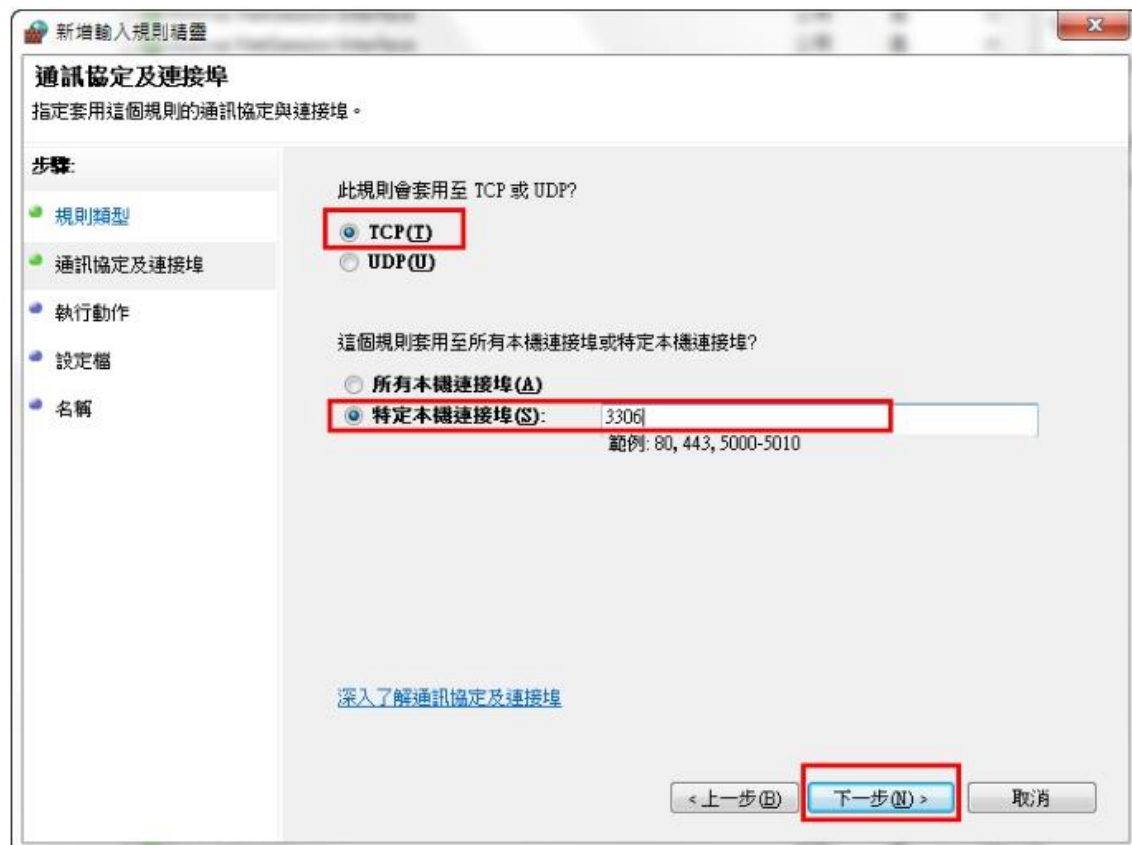 新增輸入規則精靈
通訊協定及連接埠
指定套用這個規則的通訊協定與連接埠。
步驟:
規則類型
通訊協定及連接埠
執行動作
設定檔
名稱
此規則會套用至 TCP 或 UDP?
TCP(T)
UDP(U)
這個規則套用至所有本機連接埠或特定本機連接埠?
所有本機連接埠(A)
特定本機連接埠(S): 3306
範例: 80, 443, 5000-5010
深入了解通訊協定及連接埠
<上一步(B) 下一步(N)> 取消